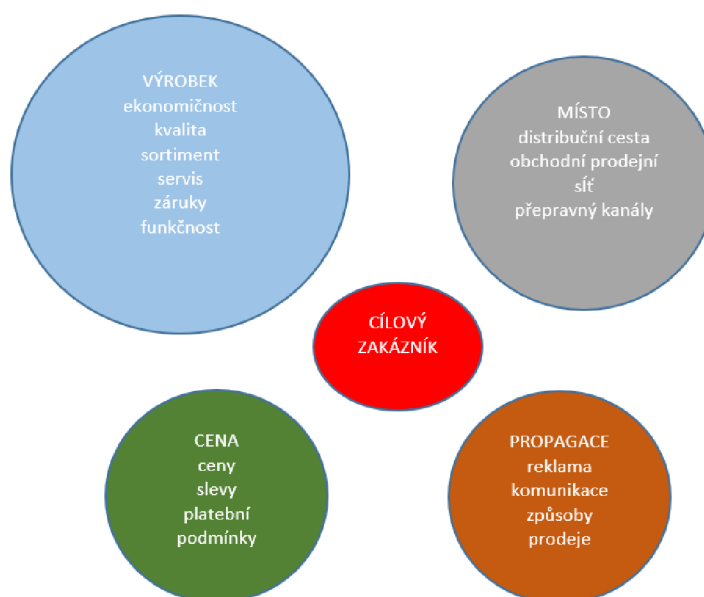 VÝROBEK
ekonomičnost
kvalita
sortiment
servis
záruky
funkčnost
MÍSTO
distribuční cesta
obchodní prodejní
sÍť
přepravný kanály
CÍLOVÝ
ZAKÁZNÍK
CENA
ceny
slevy
platební
podmínky
PROPAGACE
reklama
komunikace
způsoby
prodeje